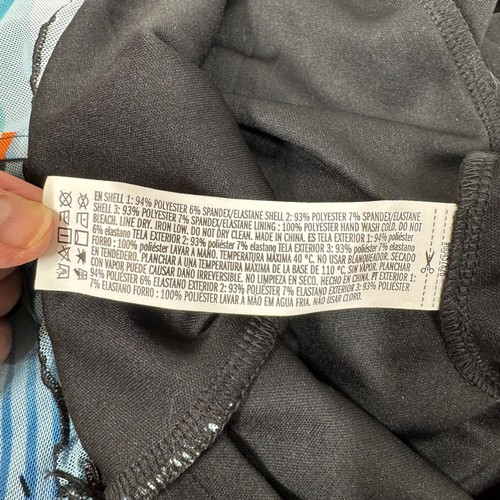 EN SHELL 1: 94% POLYESTER 6% SPANDEX/ELASTANE SHELL 2: 93% POLYESTER 7% SPANDEX/ELASTANE
SHELL 3: 93% POLYESTER 7% SPANDEX/ELASTANE LINING : 100% POLYESTER HAND WASH COLD. DO NOT
BLEACH. LINE DRY. IRON LOW. DO NOT DRY CLEAN. MADE IN CHINA. ES TELA EXTERIOR 1: 94% poliéster
6% elastano TELA EXTERIOR 2: 93% poliéster 7% elastano TELA EXTERIOR 3: 93% poliéster 7% elastano
FORRO : 100% poliéster LAVAR A MANO. TEMPERATURA MÁXIMA 40 °C. NO USAR BLANQUEADOR. SECADO
EN TENDEDERO. PLANCHAR A UNA TEMPERATURA MÁXIMA DE LA BASE DE 110 °C, SIN VAPOR. PLANCHAR
CON VAPOR PUEDE CAUSAR DAÑO IRREVERSIBLE. NO LIMPIEZA EN SECO. HECHO EN CHINA. PT EXTERIOR 1:
94% POLIÉSTER 6% ELASTANO EXTERIOR 2: 93% POLIÉSTER 7% ELASTANO EXTERIOR 3: 93% POLIÉSTER
7% ELASTANO FORRO : 100% POLIÉSTER LAVAR À MÃO EM ÁGUA FRIA. NÃO USAR CLORO.